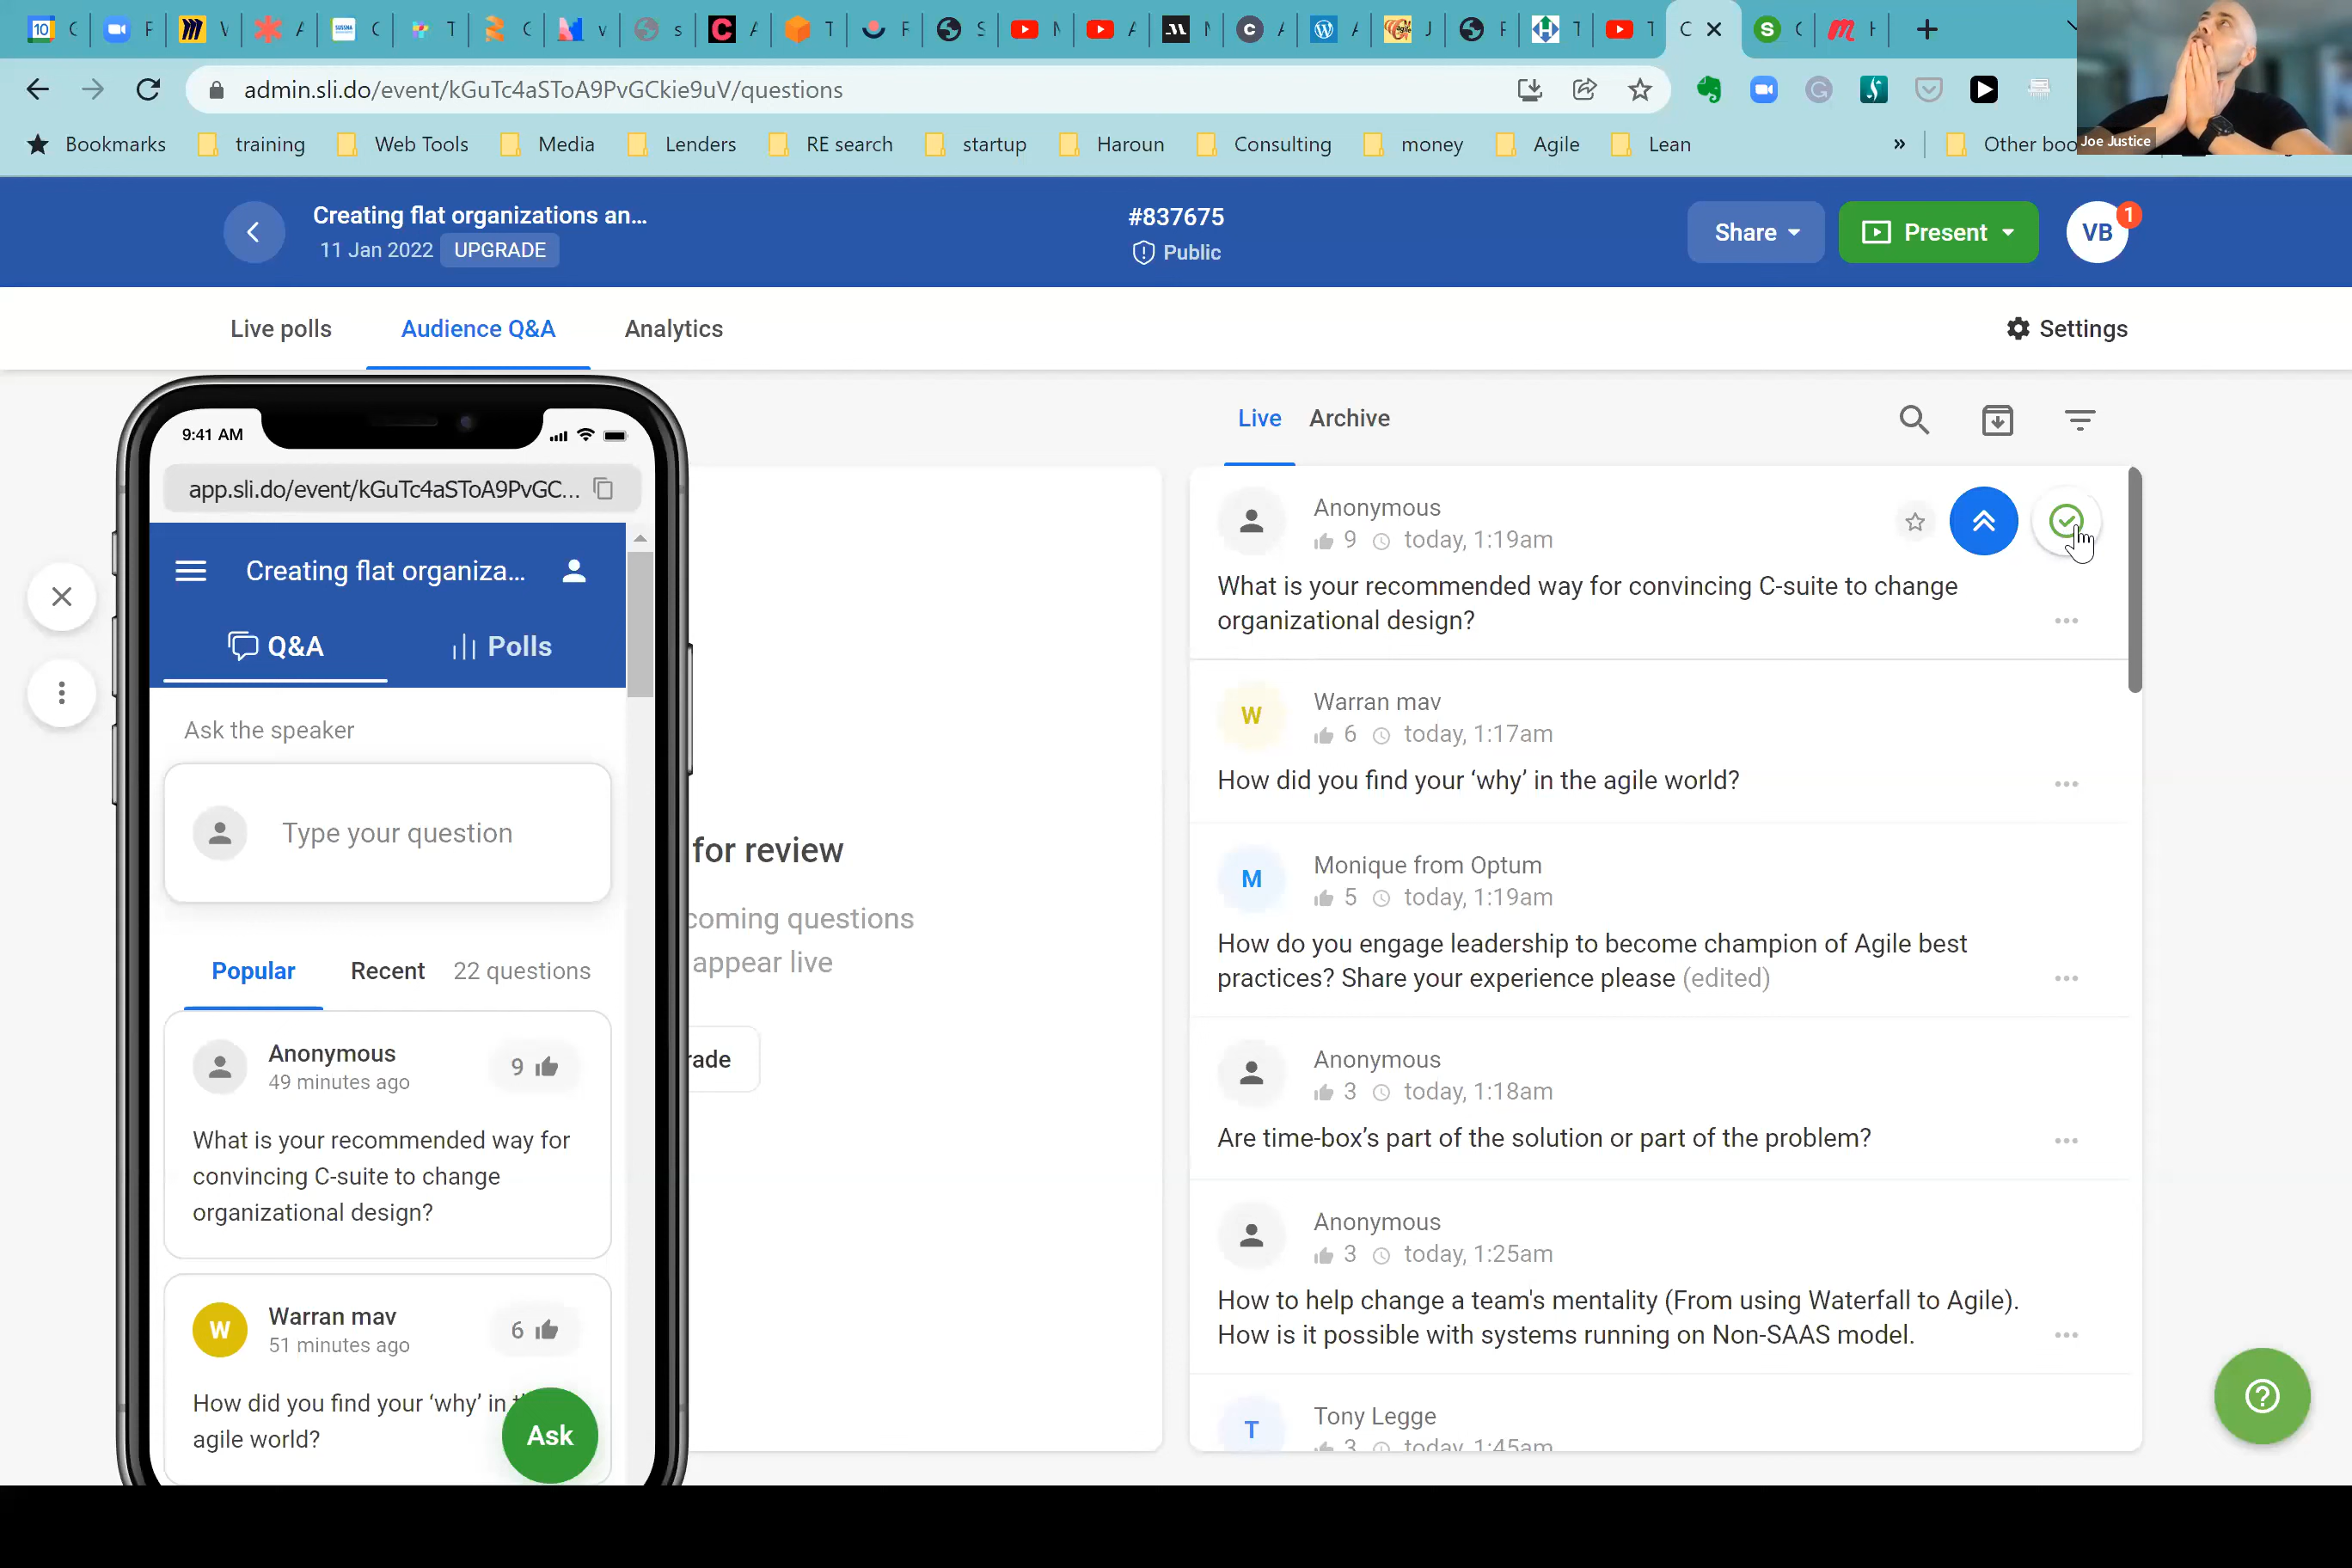 admin.sli.do/event/kGuTc4aSToA9PvGCkie9uV/questions
Bookmarks training Web Tools Media Lenders RE search startup Haroun Consulting money Agile Lean » Other boo
Joe Justice
Creating flat organizations an...
11 Jan 2022 UPGRADE
#837675
Public
Share
Present
VB
1
Live polls Audience Q&A Analytics Settings
9:41 AM
app.sli.do/event/kGuTc4aSToA9PvGC...
Creating flat organiza...
Q&A Polls
Ask the speaker
Type your question
Popular Recent 22 questions
Anonymous
49 minutes ago
9
What is your recommended way for
convincing C-suite to change
organizational design?
W
Warran mav
51 minutes ago
6
How did you find your ‘why’ in
agile world?
Ask
for review
coming questions
appear live
rade
Live Archive
Anonymous
9 today, 1:19am
What is your recommended way for convincing C-suite to change
organizational design?
W
Warran mav
6 today, 1:17am
How did you find your ‘why’ in the agile world?
M
Monique from Optum
5 today, 1:19am
How do you engage leadership to become champion of Agile best
practices? Share your experience please (edited)
Anonymous
3 today, 1:18am
Are time-box’s part of the solution or part of the problem?
Anonymous
3 today, 1:25am
How to help change a team's mentality (From using Waterfall to Agile).
How is it possible with systems running on Non-SAAS model.
T
Tony Legge
3 today, 1:45am